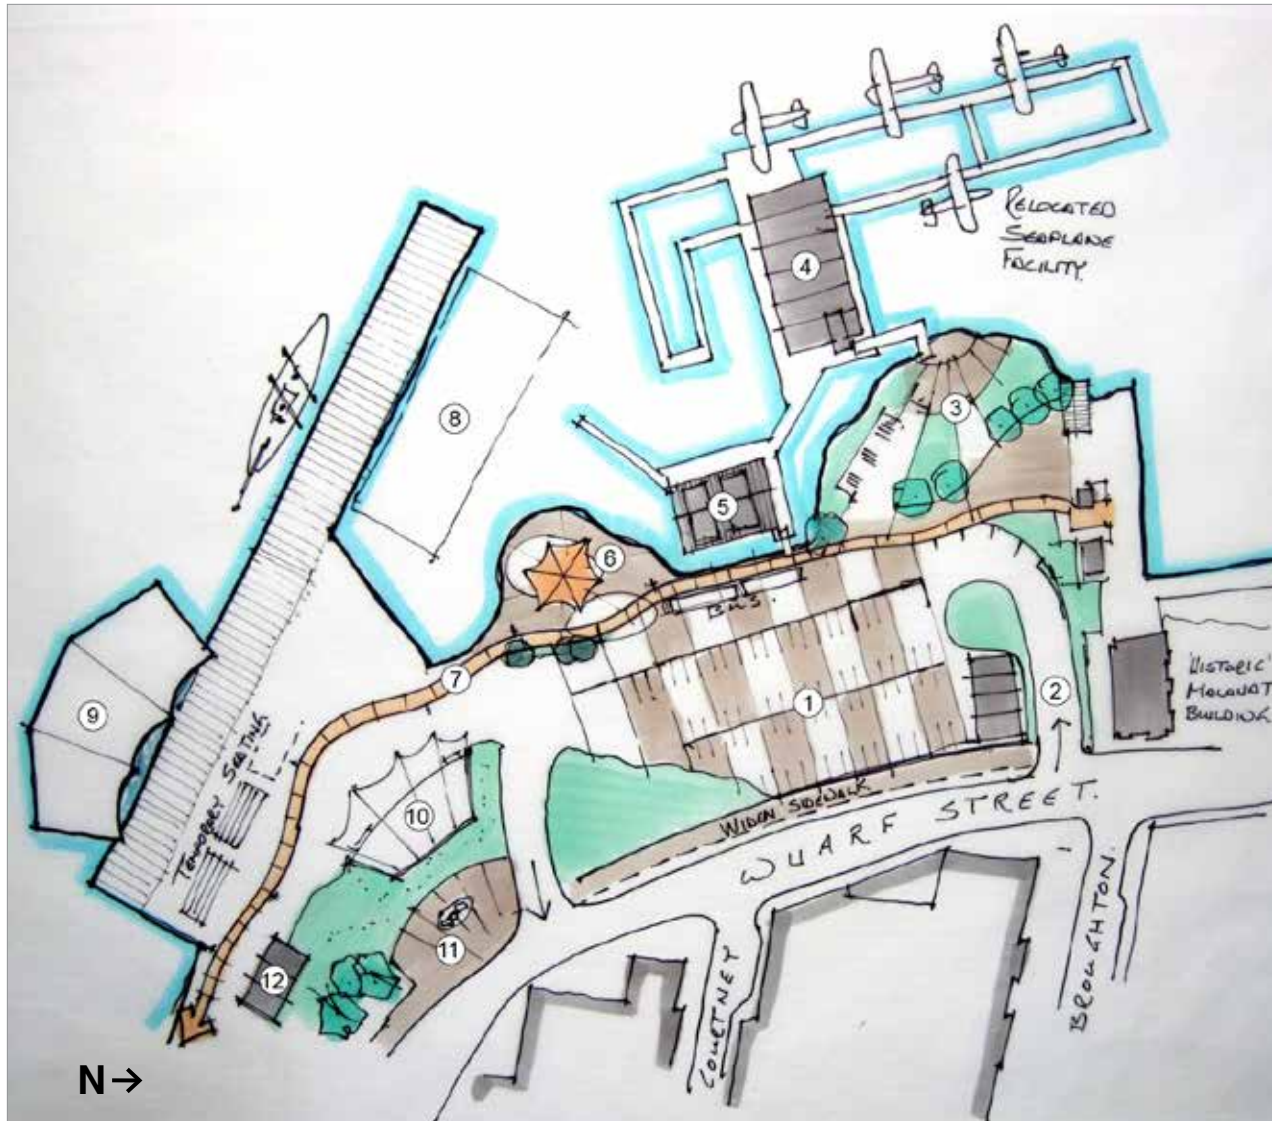 RELOCATED
SEAPLANE
FACILITY.
4
3
8
5
6
BUS.
7
1
2
'HISTORIC'
MALAHAT
BUILDING
9
SEATING
TEMPORARY
10
WIDEN SIDEWALK
WHARF STREET.
11
12
COURTNEY
BROUGHTON.
N→